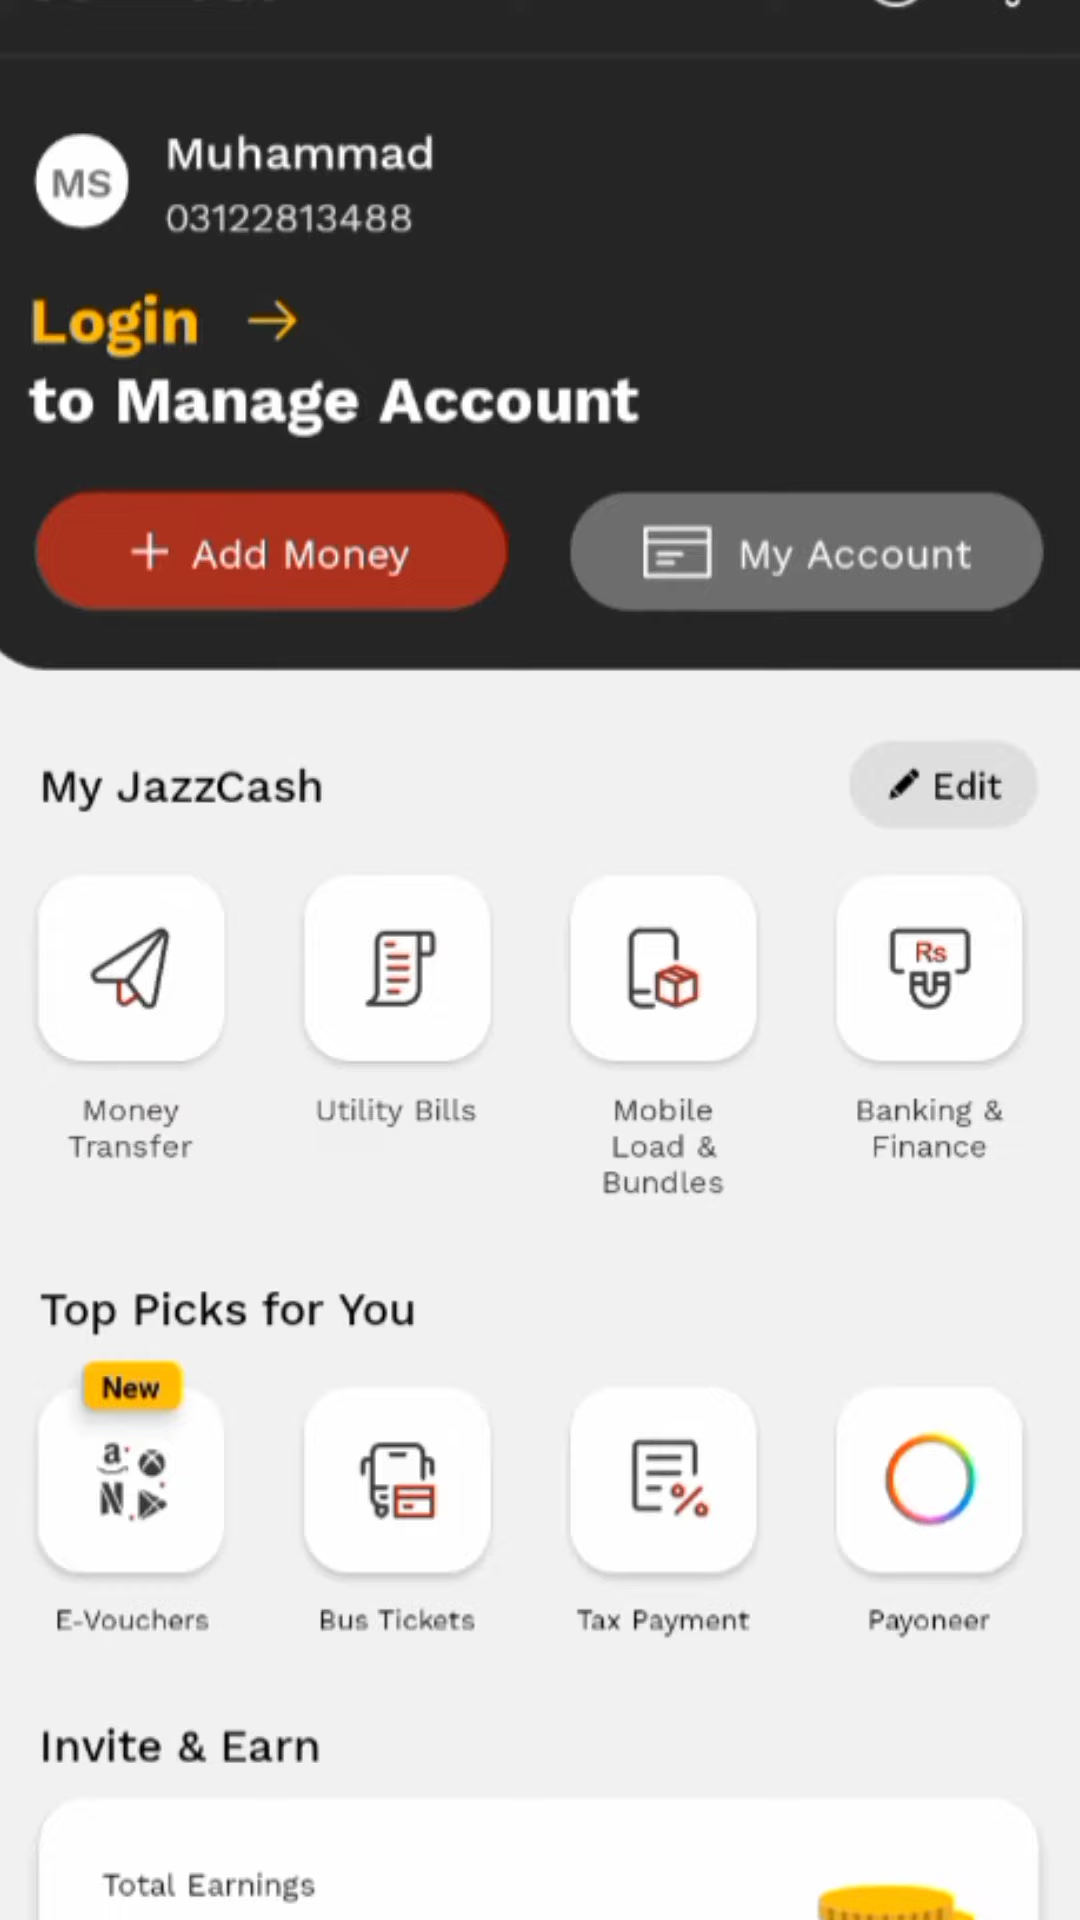 MS
Muhammad
03122813488
Login
to Manage Account
Add Money
My Account
My JazzCash
Edit
Rs
Money
Transfer
Utility Bills
Mobile
Load &
Bundles
Banking &
Finance
Top Picks for You
New
a
N
E-Vouchers
Bus Tickets
%
Tax Payment
Payoneer
Invite & Earn
Total Earnings